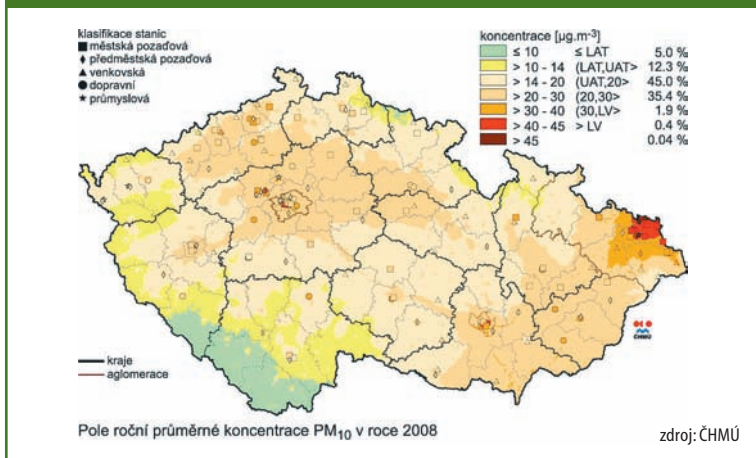 klasifikace stanic
■ městská pozaďová
♦ předměstská pozaďová
▲ venkovská
● dopravní
★ průmyslová
koncentrace [µg.m⁻³]
≤ 10 ≤ LAT 5.0 %
> 10 - 14 (LAT,UAT> 12.3 %
> 14 - 20 (UAT,20> 45.0 %
> 20 - 30 (20,30> 35.4 %
> 30 - 40 (30,LV> 1.9 %
> 40 - 45 > LV 0.4 %
> 45 0.04 %
ČHMÚ
kraje
aglomerace
Pole roční průměrné koncentrace PM₁₀ v roce 2008
zdroj: ČHMÚ